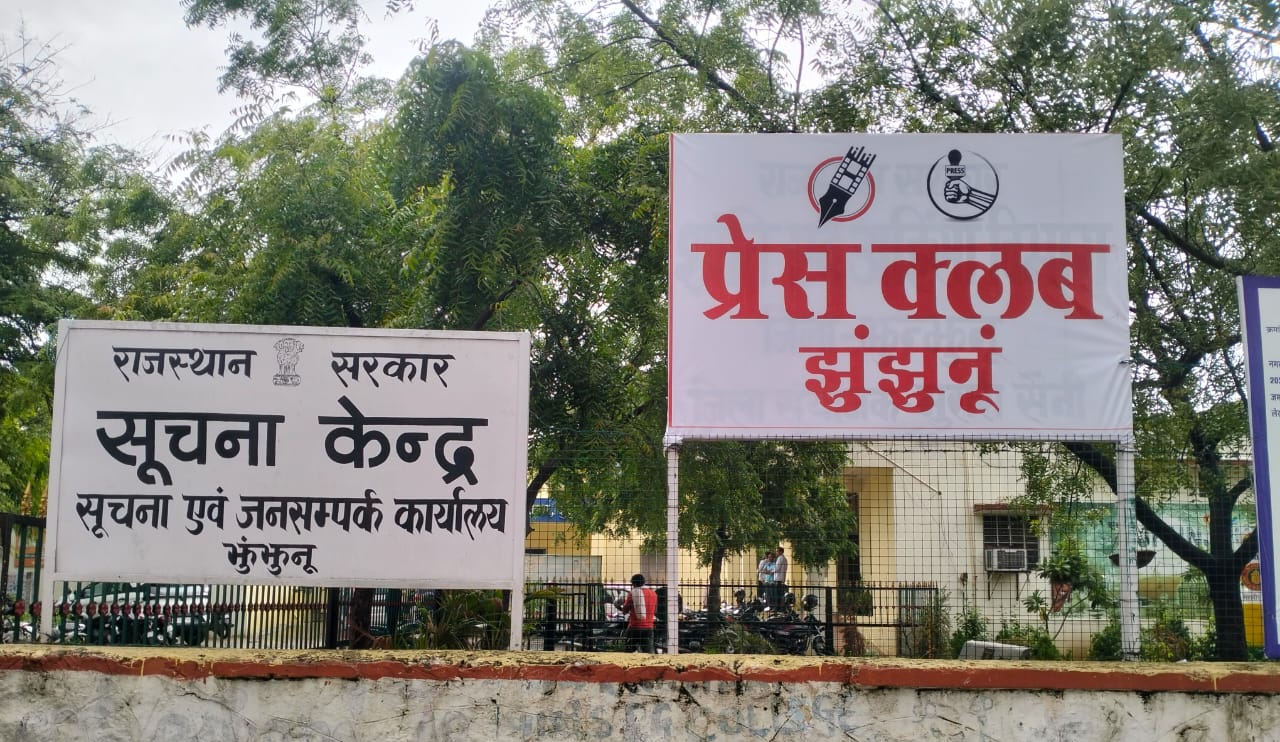 राजस्थान सरकार
सूचना केन्द्र
सूचना एवं जनसम्पर्क कार्यालय
झुंझुनू
PRESS
प्रेस क्लब
झुंझुनूं